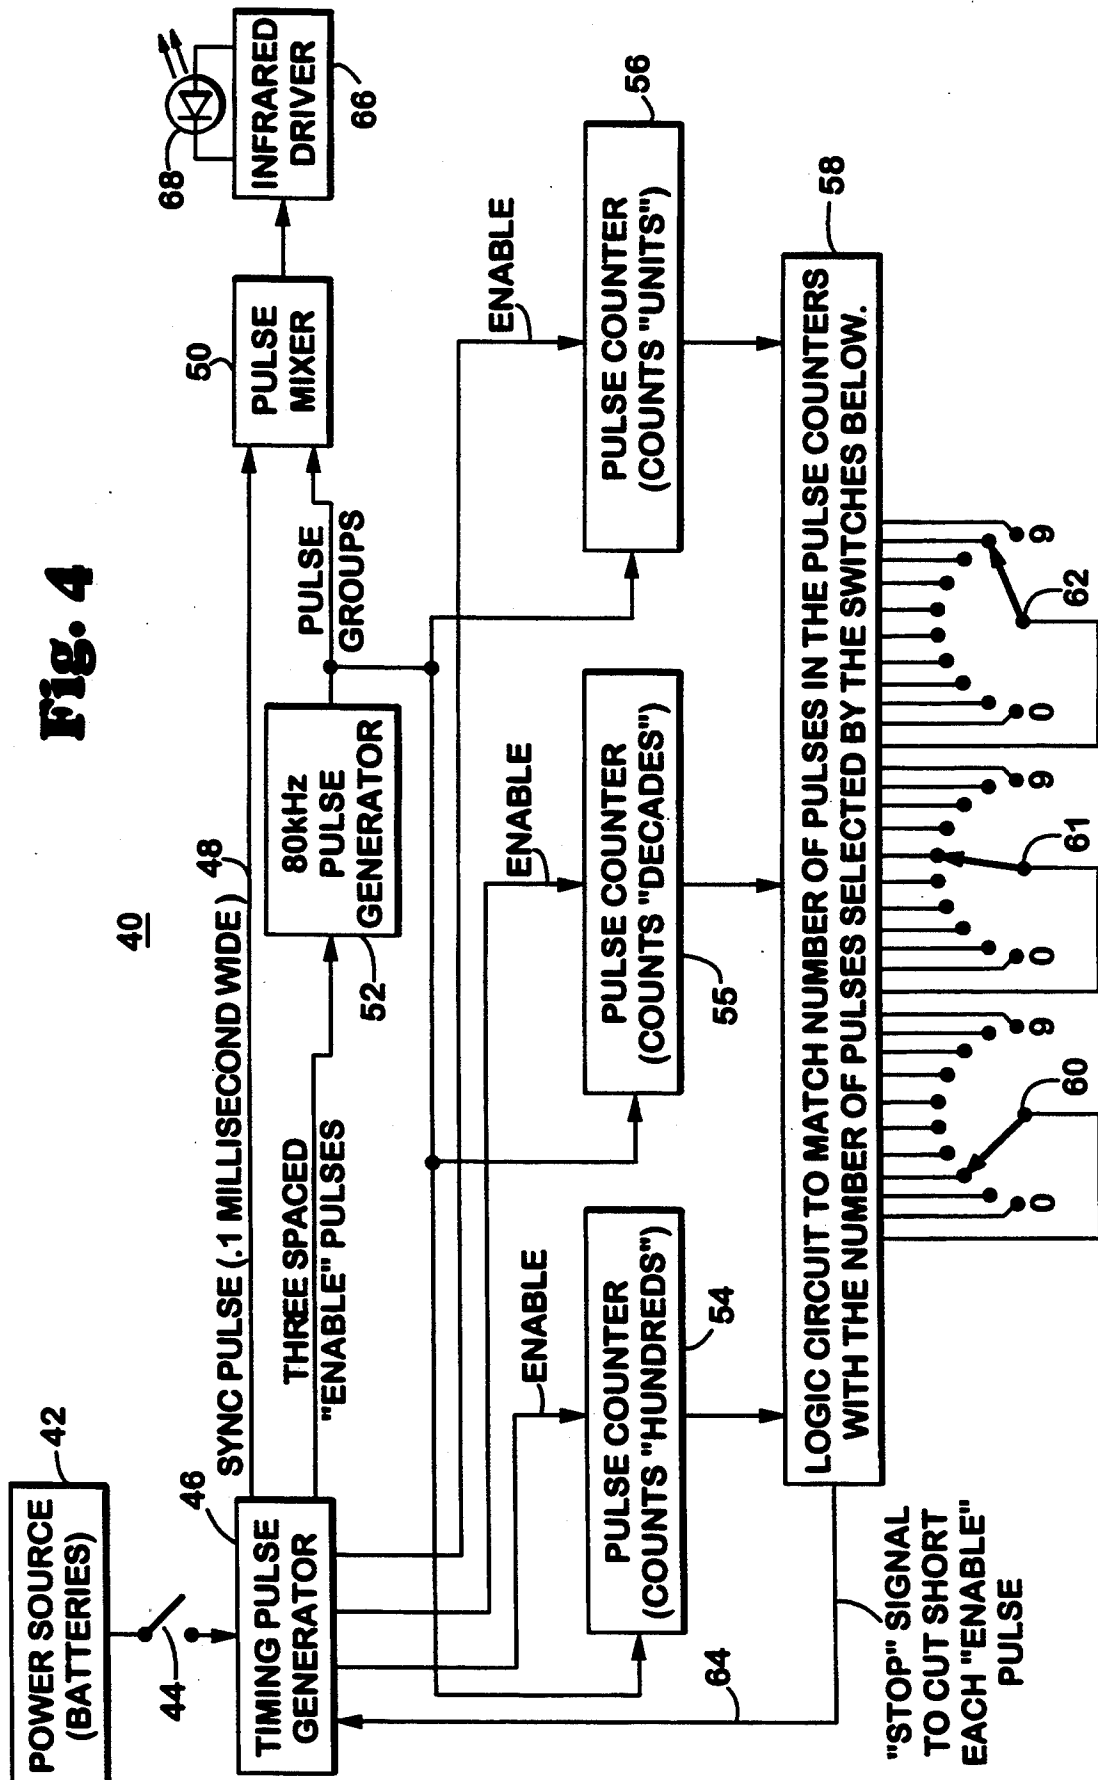 Fig. 4
40
POWER SOURCE
(BATTERIES)
42
44
TIMING PULSE
GENERATOR
46
SYNC PULSE (.1 MILLISECOND WIDE)
48
THREE SPACED
"ENABLE" PULSES
80kHz
PULSE
GENERATOR
52
PULSE
GROUPS
PULSE
MIXER
50
INFRARED
DRIVER
66
68
ENABLE
ENABLE
ENABLE
PULSE COUNTER
(COUNTS "HUNDREDS")
54
PULSE COUNTER
(COUNTS "DECADES")
55
PULSE COUNTER
(COUNTS "UNITS")
56
LOGIC CIRCUIT TO MATCH NUMBER OF PULSES IN THE PULSE COUNTERS
WITH THE NUMBER OF PULSES SELECTED BY THE SWITCHES BELOW.
58
64
"STOP" SIGNAL
TO CUT SHORT
EACH "ENABLE"
PULSE
0
9
60
0
9
61
0
9
62